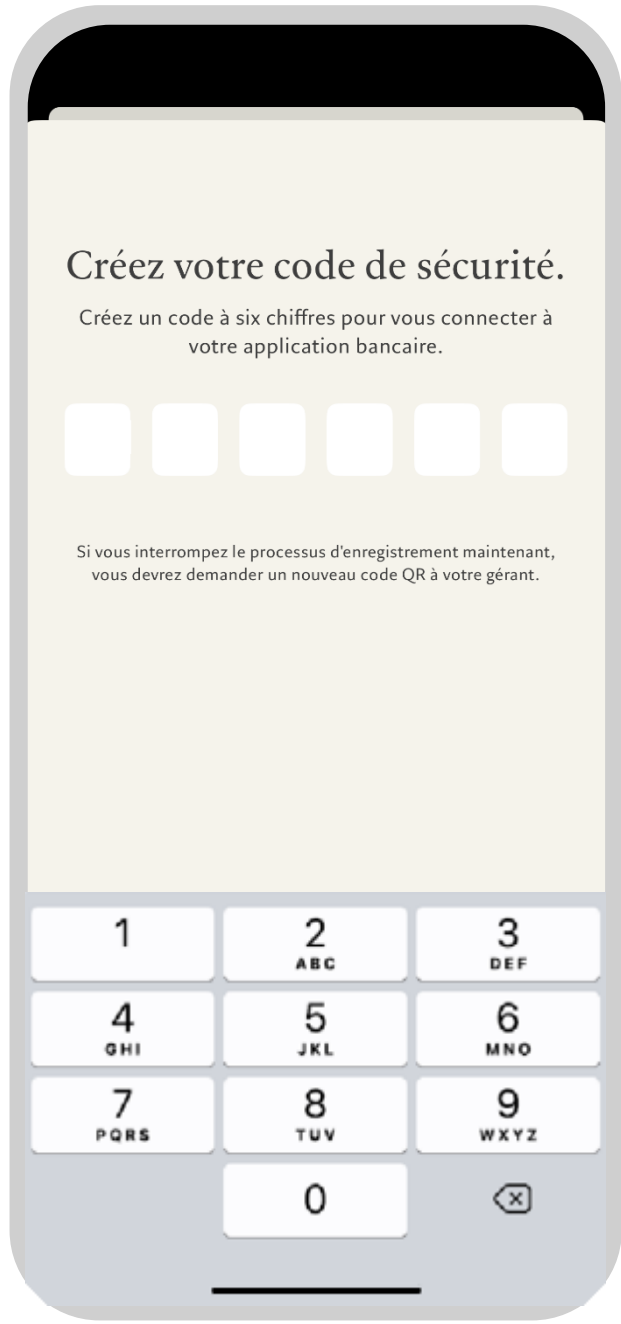 Créez votre code de sécurité.
Créez un code à six chiffres pour vous connecter à
votre application bancaire.
Si vous interrompez le processus d'enregistrement maintenant,
vous devrez demander un nouveau code QR à votre gérant.
1 2 3
ABC DEF
4 5 6
GHI JKL MNO
7 8 9
PQRS TUV WXYZ
0